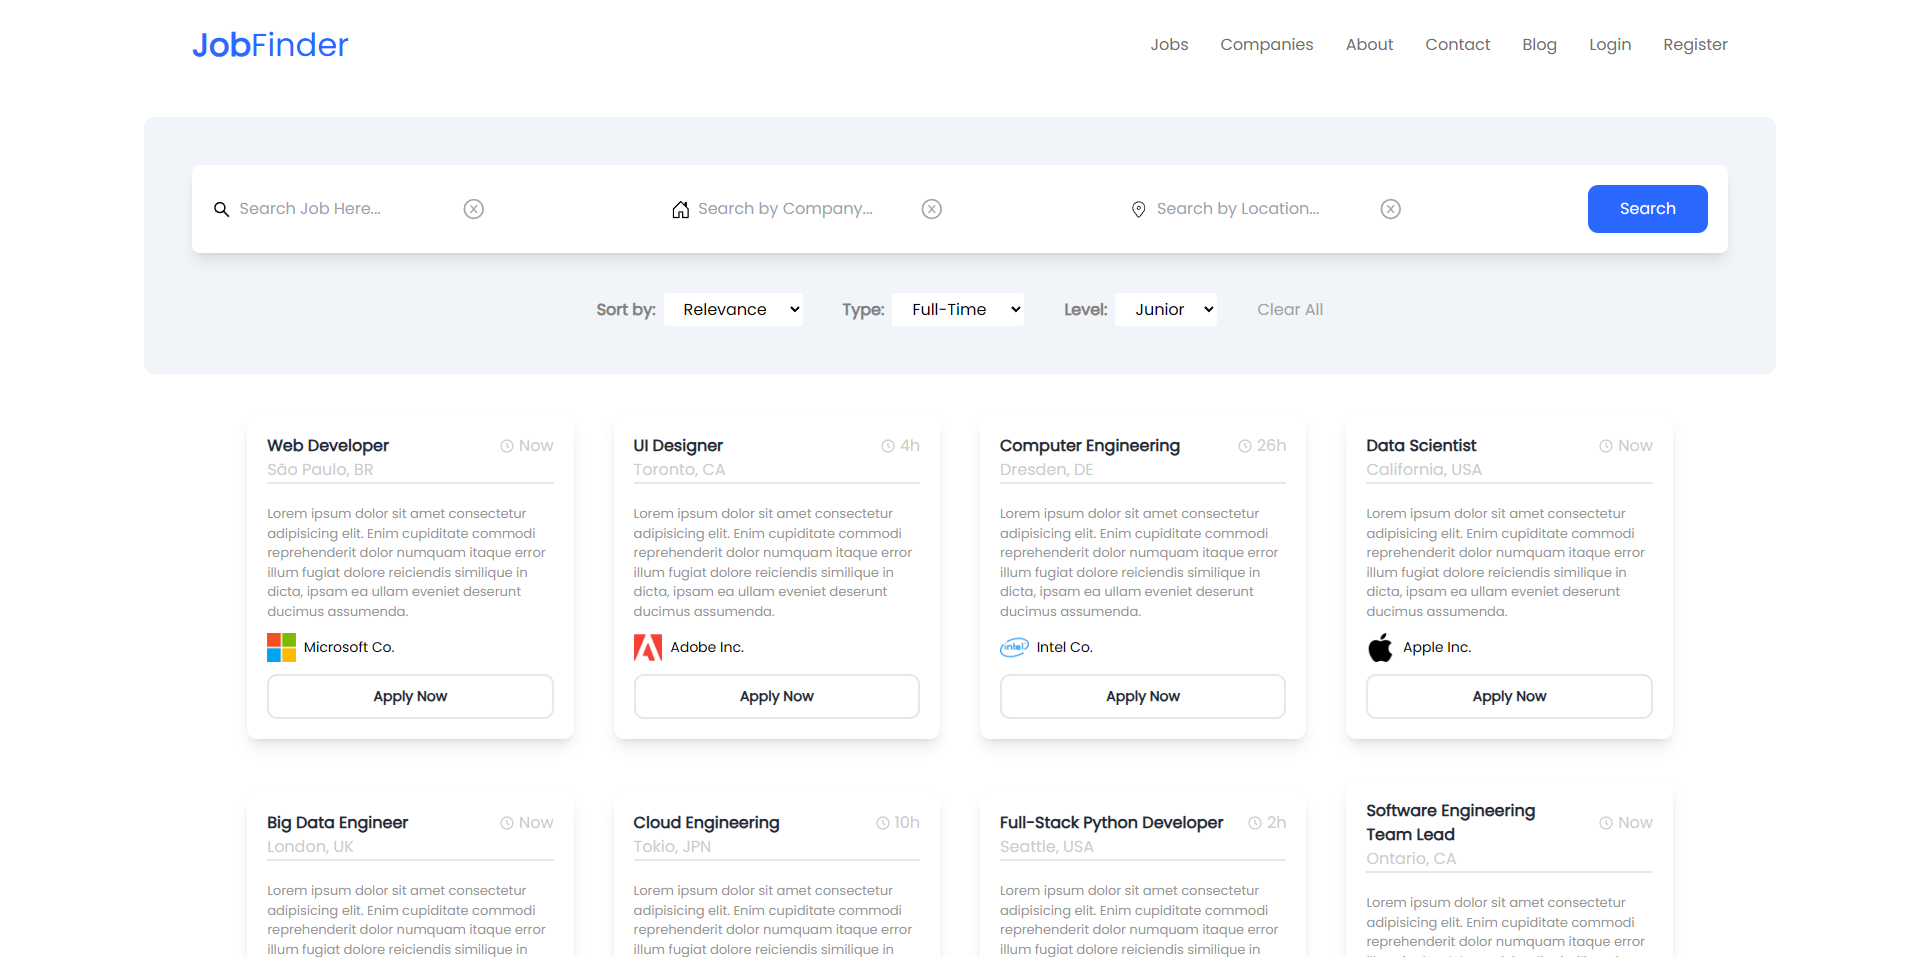 JobFinder
Jobs Companies About Contact Blog Login Register
Search Job Here... Search by Company... Search by Location... Search
Sort by: Relevance Type: Full-Time Level: Junior Clear All
Web Developer Now
São Paulo, BR
Lorem ipsum dolor sit amet consectetur
adipisicing elit. Enim cupiditate commodi
reprehenderit dolor numquam itaque error
illum fugiat dolore reiciendis similique in
dicta, ipsam ea ullam eveniet deserunt
ducimus assumenda.
Microsoft Co.
Apply Now
UI Designer 4h
Toronto, CA
Lorem ipsum dolor sit amet consectetur
adipisicing elit. Enim cupiditate commodi
reprehenderit dolor numquam itaque error
illum fugiat dolore reiciendis similique in
dicta, ipsam ea ullam eveniet deserunt
ducimus assumenda.
Adobe Inc.
Apply Now
Computer Engineering 26h
Dresden, DE
Lorem ipsum dolor sit amet consectetur
adipisicing elit. Enim cupiditate commodi
reprehenderit dolor numquam itaque error
illum fugiat dolore reiciendis similique in
dicta, ipsam ea ullam eveniet deserunt
ducimus assumenda.
intel Intel Co.
Apply Now
Data Scientist Now
California, USA
Lorem ipsum dolor sit amet consectetur
adipisicing elit. Enim cupiditate commodi
reprehenderit dolor numquam itaque error
illum fugiat dolore reiciendis similique in
dicta, ipsam ea ullam eveniet deserunt
ducimus assumenda.
Apple Inc.
Apply Now
Big Data Engineer Now
London, UK
Lorem ipsum dolor sit amet consectetur
adipisicing elit. Enim cupiditate commodi
reprehenderit dolor numquam itaque error
illum fugiat dolore reiciendis similique in
Cloud Engineering 10h
Tokio, JPN
Lorem ipsum dolor sit amet consectetur
adipisicing elit. Enim cupiditate commodi
reprehenderit dolor numquam itaque error
illum fugiat dolore reiciendis similique in
Full-Stack Python Developer 2h
Seattle, USA
Lorem ipsum dolor sit amet consectetur
adipisicing elit. Enim cupiditate commodi
reprehenderit dolor numquam itaque error
illum fugiat dolore reiciendis similique in
Software Engineering
Team Lead Now
Ontario, CA
Lorem ipsum dolor sit amet consectetur
adipisicing elit. Enim cupiditate commodi
reprehenderit dolor numquam itaque error